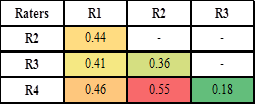 Raters R1 R2 R3
R2 0.44 - -
R3 0.41 0.36 -
R4 0.46 0.55 0.18